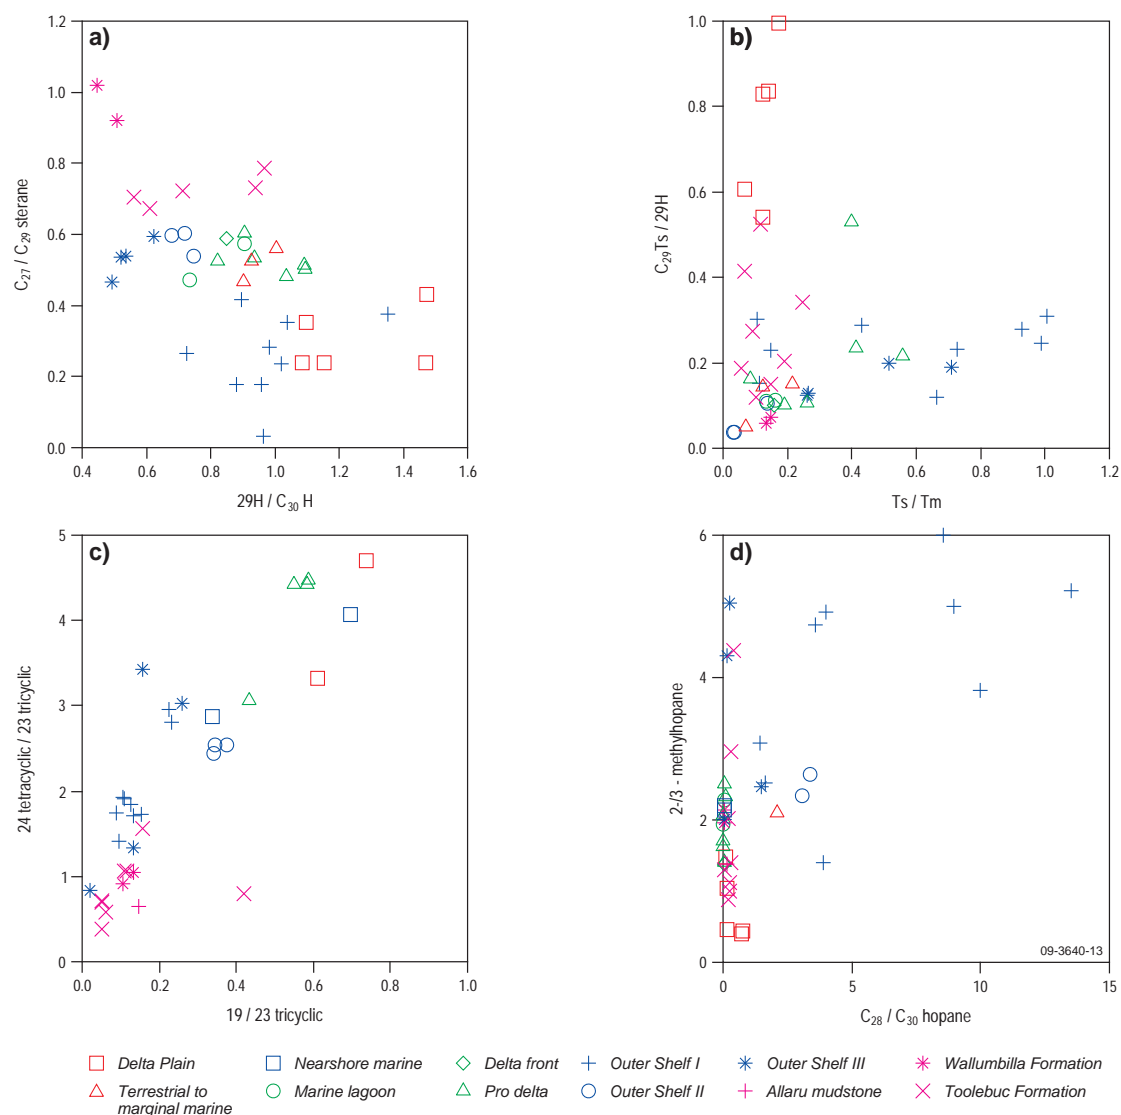 a)
1.2
1.0
0.8
0.6
0.4
0.2
0.0
C27 / C29 sterane
0.4 0.6 0.8 1.0 1.2 1.4 1.6
29H / C30 H
b)
1.0
0.8
0.6
0.4
0.2
0.0
C29Ts / 29H
0.0 0.2 0.4 0.6 0.8 1.0 1.2
Ts / Tm
c)
5
4
3
2
1
0
24 tetracyclic / 23 tricyclic
0.0 0.2 0.4 0.6 0.8 1.0
19 / 23 tricyclic
d)
6
4
2
0
2-/3 - methylhopane
09-3640-13
0 5 10 15
C28 / C30 hopane
Delta Plain
Nearshore marine
Delta front
Outer Shelf I
Outer Shelf III
Wallumbilla Formation
Terrestrial to
marginal marine
Marine lagoon
Pro delta
Outer Shelf II
Allaru mudstone
Toolebuc Formation